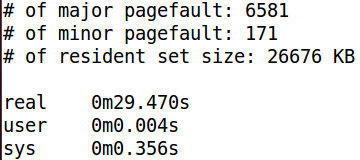 # of major pagefault: 6581
# of minor pagefault: 171
# of resident set size: 26676 KB
real 0m29.470s
user 0m0.004s
sys 0m0.356s